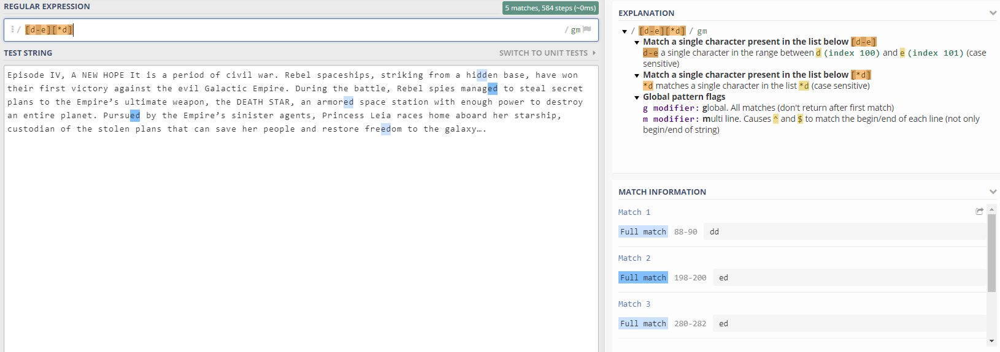 REGULAR EXPRESSION
5 matches, 584 steps (~0ms)
/ [d-e][*d] / gm
TEST STRING
SWITCH TO UNIT TESTS
Episode IV, A NEW HOPE It is a period of civil war. Rebel spaceships, striking from a hidden base, have won
their first victory against the evil Galactic Empire. During the battle, Rebel spies managed to steal secret
plans to the Empire’s ultimate weapon, the DEATH STAR, an armored space station with enough power to destroy
an entire planet. Pursued by the Empire’s sinister agents, Princess Leia races home aboard her starship,
custodian of the stolen plans that can save her people and restore freedom to the galaxy….
EXPLANATION
/ [d-e][*d] / gm
Match a single character present in the list below [d-e]
d-e a single character in the range between d (index 100) and e (index 101) (case
sensitive)
Match a single character present in the list below [*d]
*d matches a single character in the list *d (case sensitive)
Global pattern flags
g modifier: global. All matches (don't return after first match)
m modifier: multi line. Causes ^ and $ to match the begin/end of each line (not only
begin/end of string)
MATCH INFORMATION
Match 1
Full match 88-90 dd
Match 2
Full match 198-200 ed
Match 3
Full match 280-282 ed